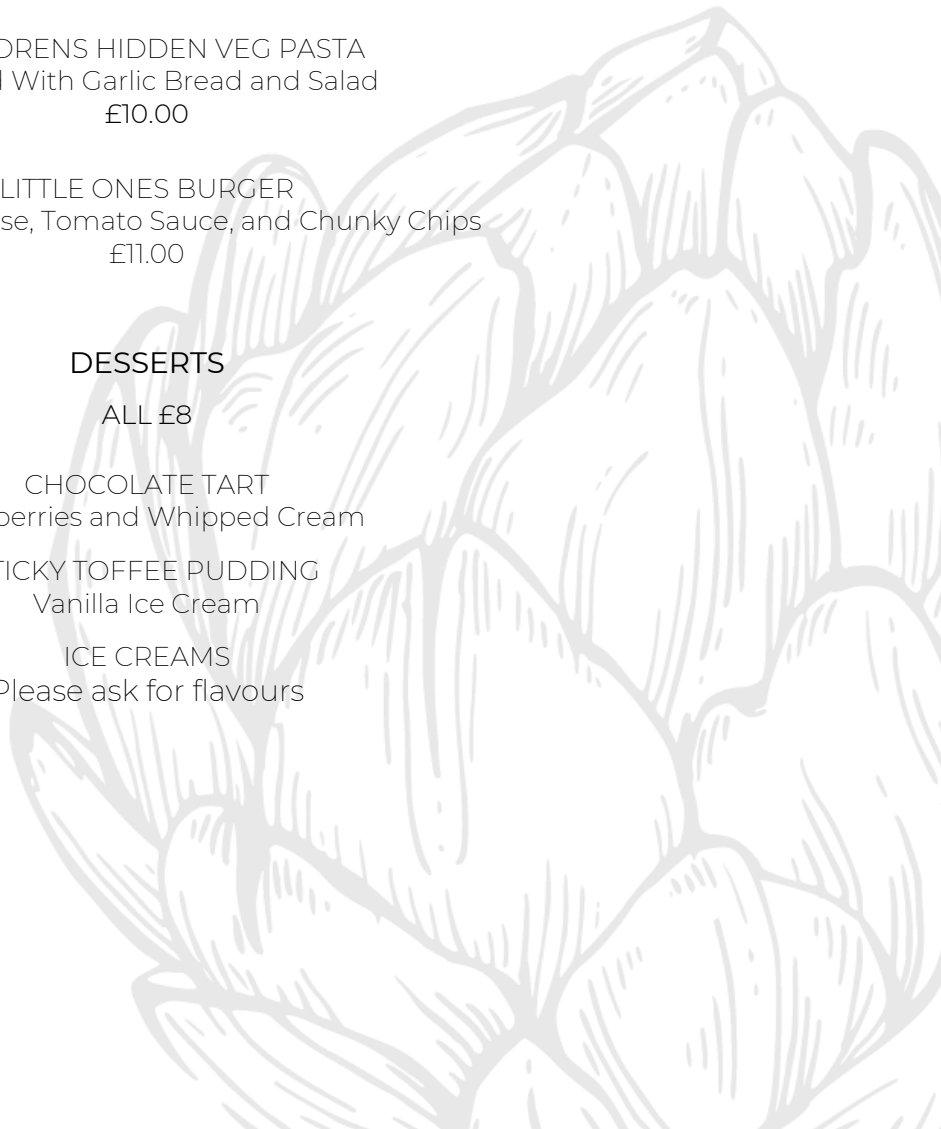 DRENS HIDDEN VEG PASTA
With Garlic Bread and Salad
£10.00
LITTLE ONES BURGER
se, Tomato Sauce, and Chunky Chips
£11.00
DESSERTS
ALL £8
CHOCOLATE TART
berries and Whipped Cream
TICKY TOFFEE PUDDING
Vanilla Ice Cream
ICE CREAMS
Please ask for flavours